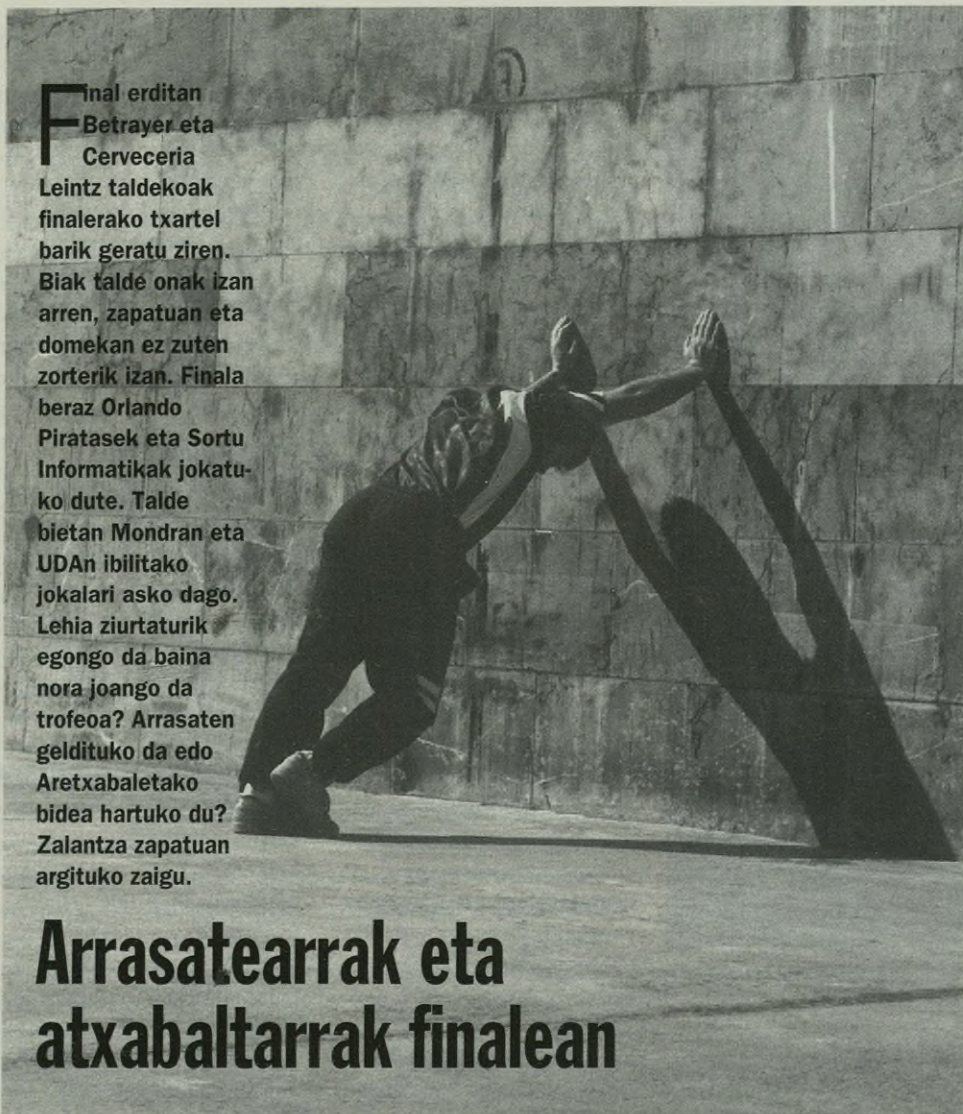 Final erditan
Betrayer eta
Cerveceria
Leintz taldekoak
finalerako txartel
barik geratu ziren.
Biak talde onak izan
arren, zapatuan eta
domekan ez zuten
zorterik izan. Finala
beraz Orlando
Piratasek eta Sortu
Informatikak jokatu-
ko dute. Talde
bietan Mondran eta
UDAn ibilitako
jokalari asko dago.
Lehia ziurtaturik
egongo da baina
nora joango da
trofeoa? Arrasaten
geldituko da edo
Aretxabaletako
bidea hartuko du?
Zalantza zapatuan
argituko zaigu.
Arrasatearrak eta
atxabaltarrak finalean